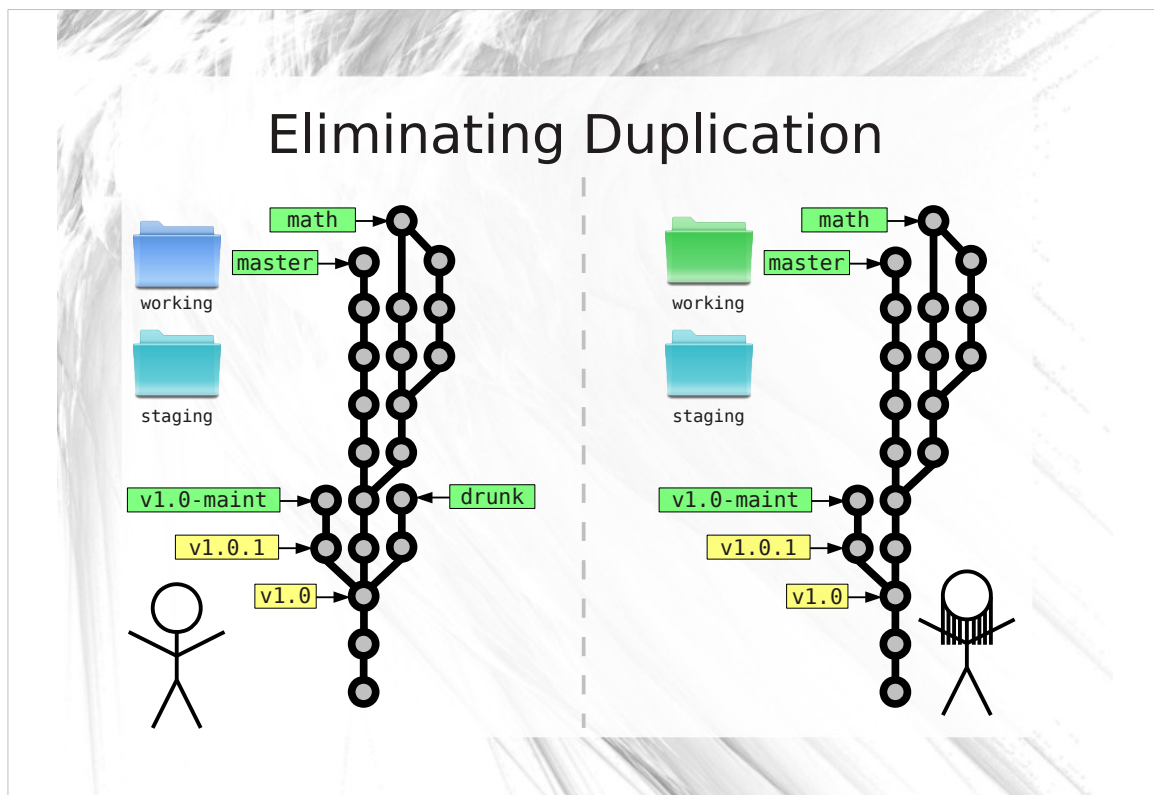 Eliminating Duplication
math
master
working
staging
v1.0-maint
drunk
v1.0.1
v1.0
math
master
working
staging
v1.0-maint
v1.0.1
v1.0